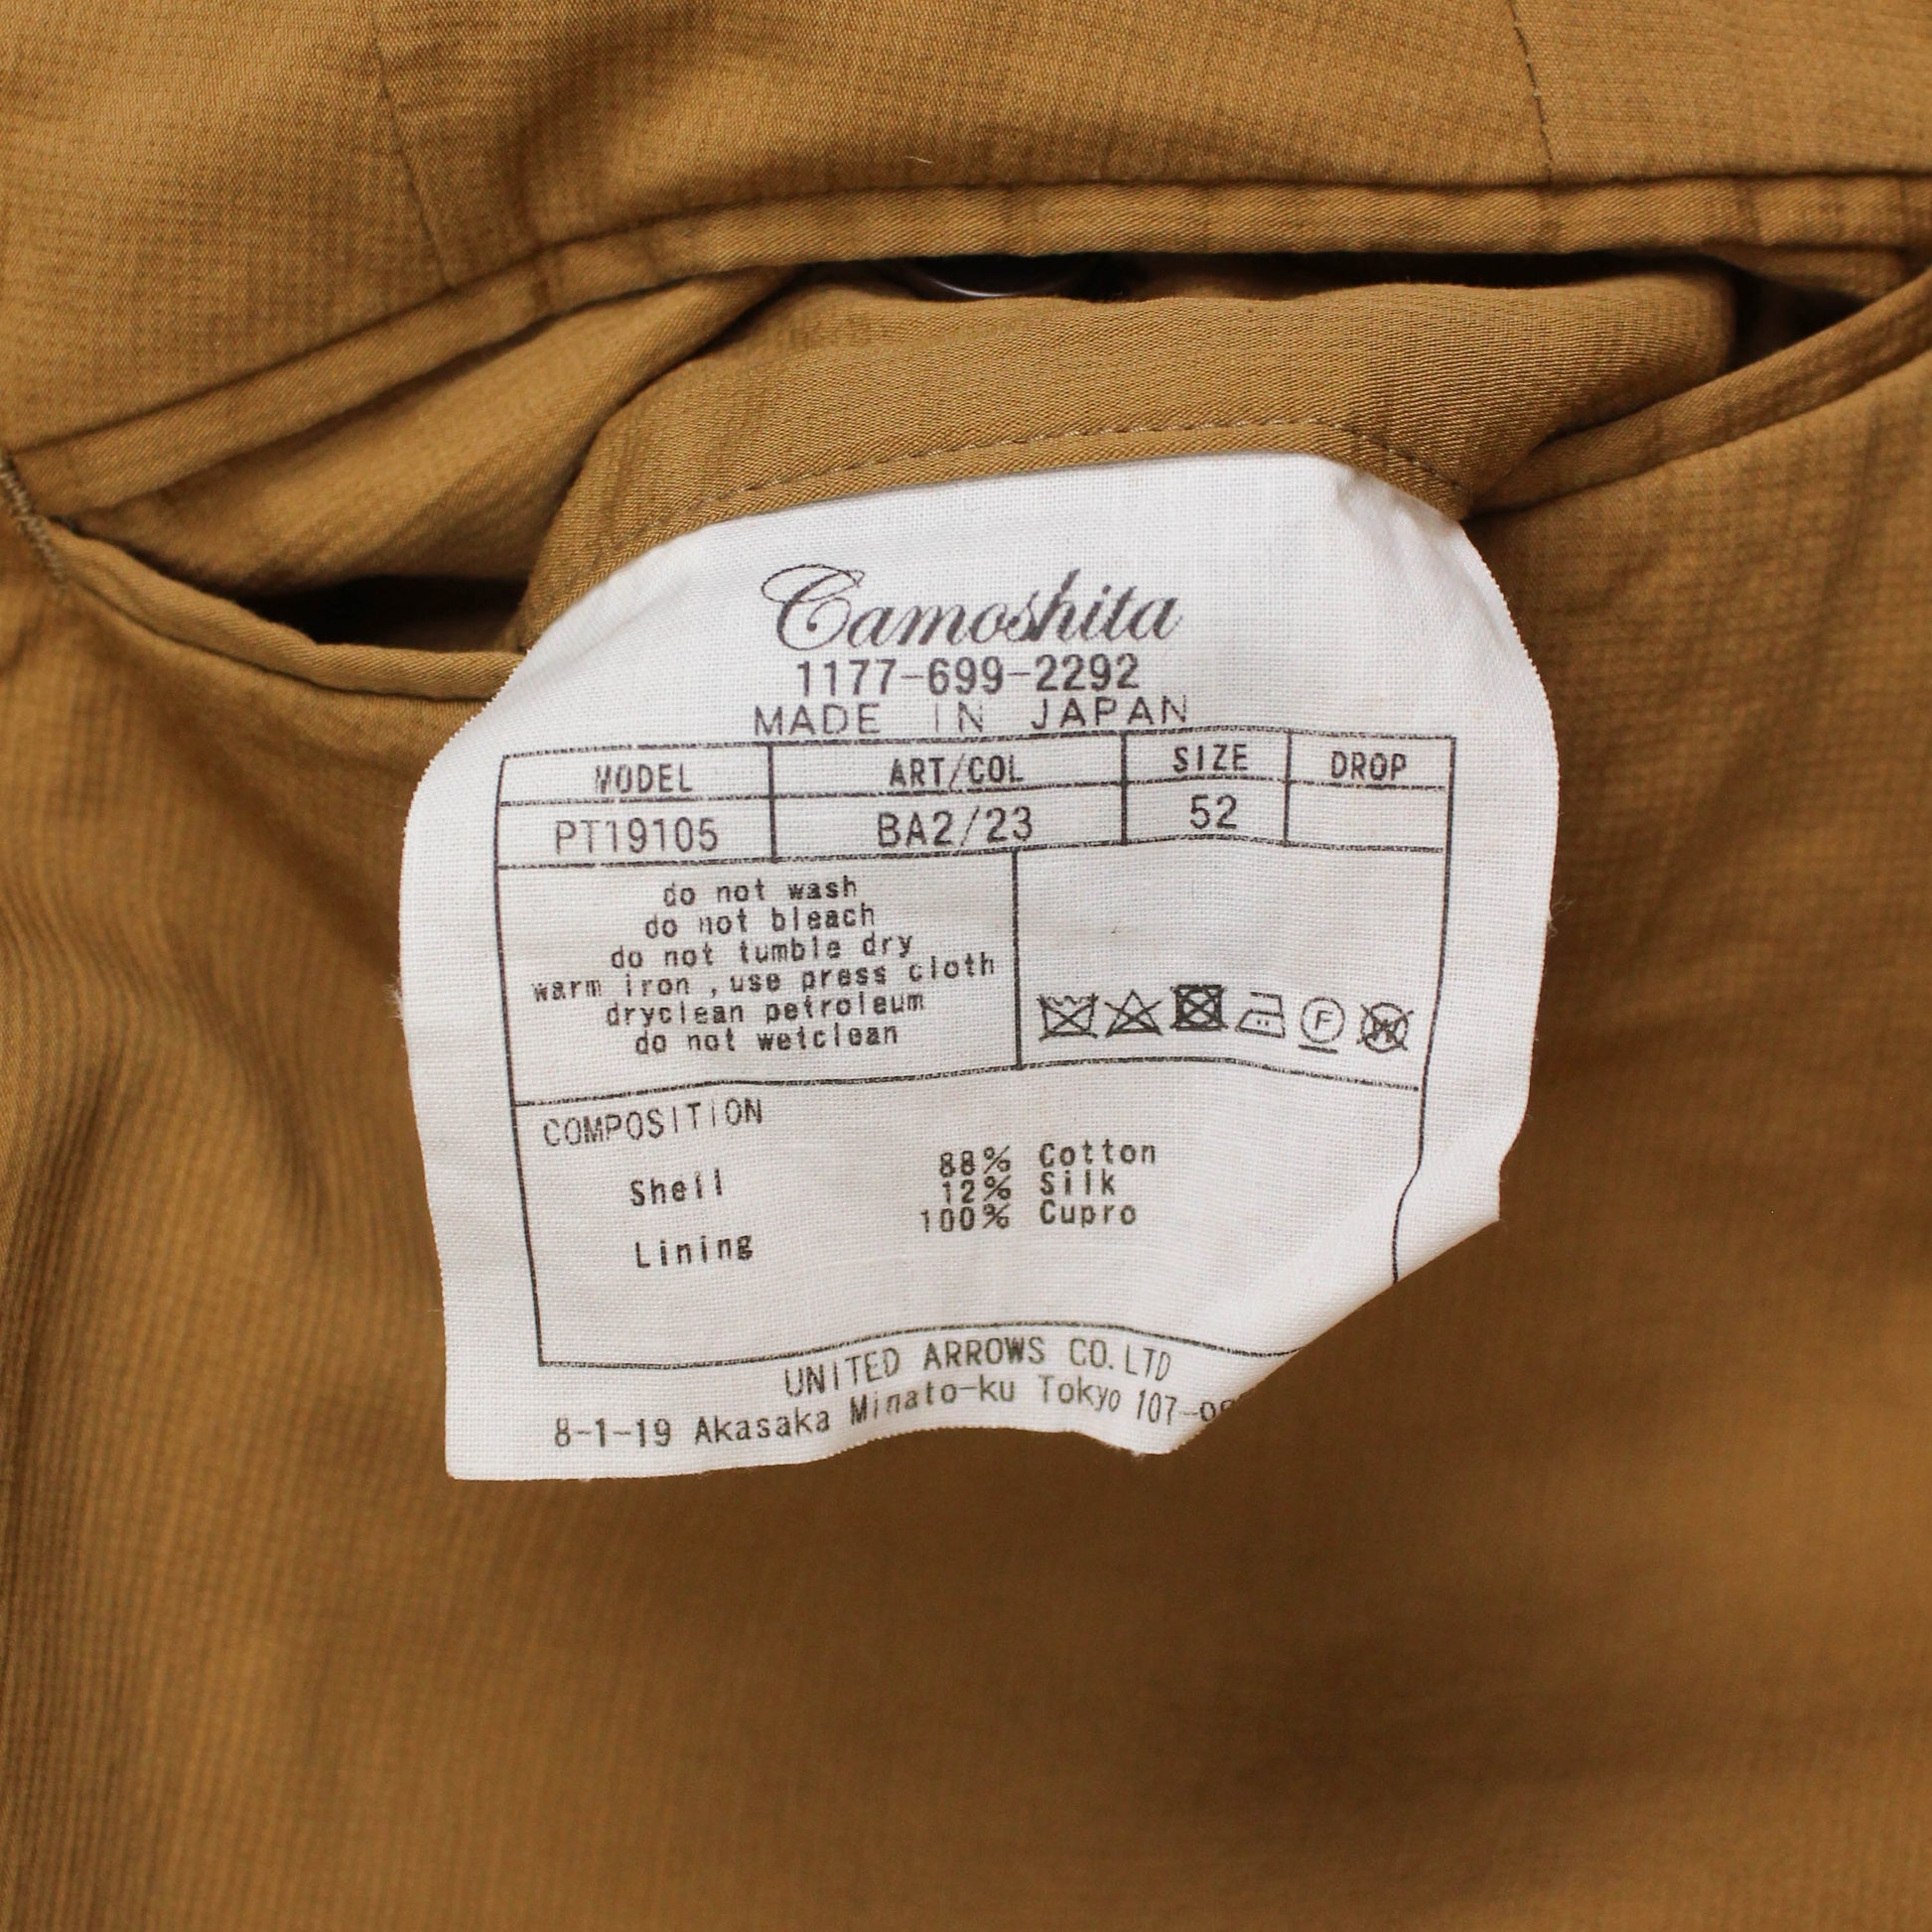 Camoshita
1177-699-2292
MADE IN JAPAN
MODEL ART/COL SIZE DROP
PT19105 BA2/23 52
do not wash
do not bleach
do not tumble dry
warm iron ,use press cloth
dryclean petroleum
do not wetclean
F W
COMPOSITION
88% Cotton
Shell 12% Silk
100% Cupro
Lining
UNITED ARROWS CO. LTD
8-1-19 Akasaka Minato-ku Tokyo